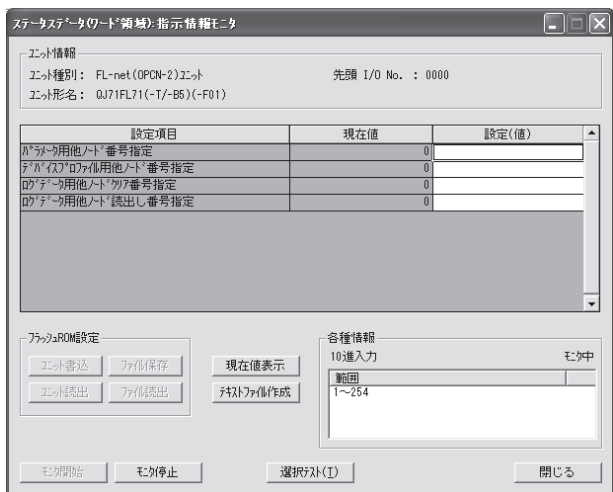 ステータスデータ(ワード領域):指示情報モニタ
ユニット情報
ユニット種別: FL-net(OPCN-2)ユニット 先頭 I/O No. : 0000
ユニット形名: QJ71FL71(-T/-B5)(-F01)
設定項目 現在値 設定(値)
パラメータ用他ノード番号指定 0
デバイスプロファイル用他ノード番号指定 0
ログデータ用他ノードクリア番号指定 0
ログデータ用他ノード読出し番号指定 0
フラッシュROM設定
ユニット書込 ファイル保存 現在値表示
ユニット読出 ファイル読出 テキストファイル作成
各種情報
10進入力 モニタ中
範囲
1~254
モニタ開始 モニタ停止 選択テスト(T) 閉じる